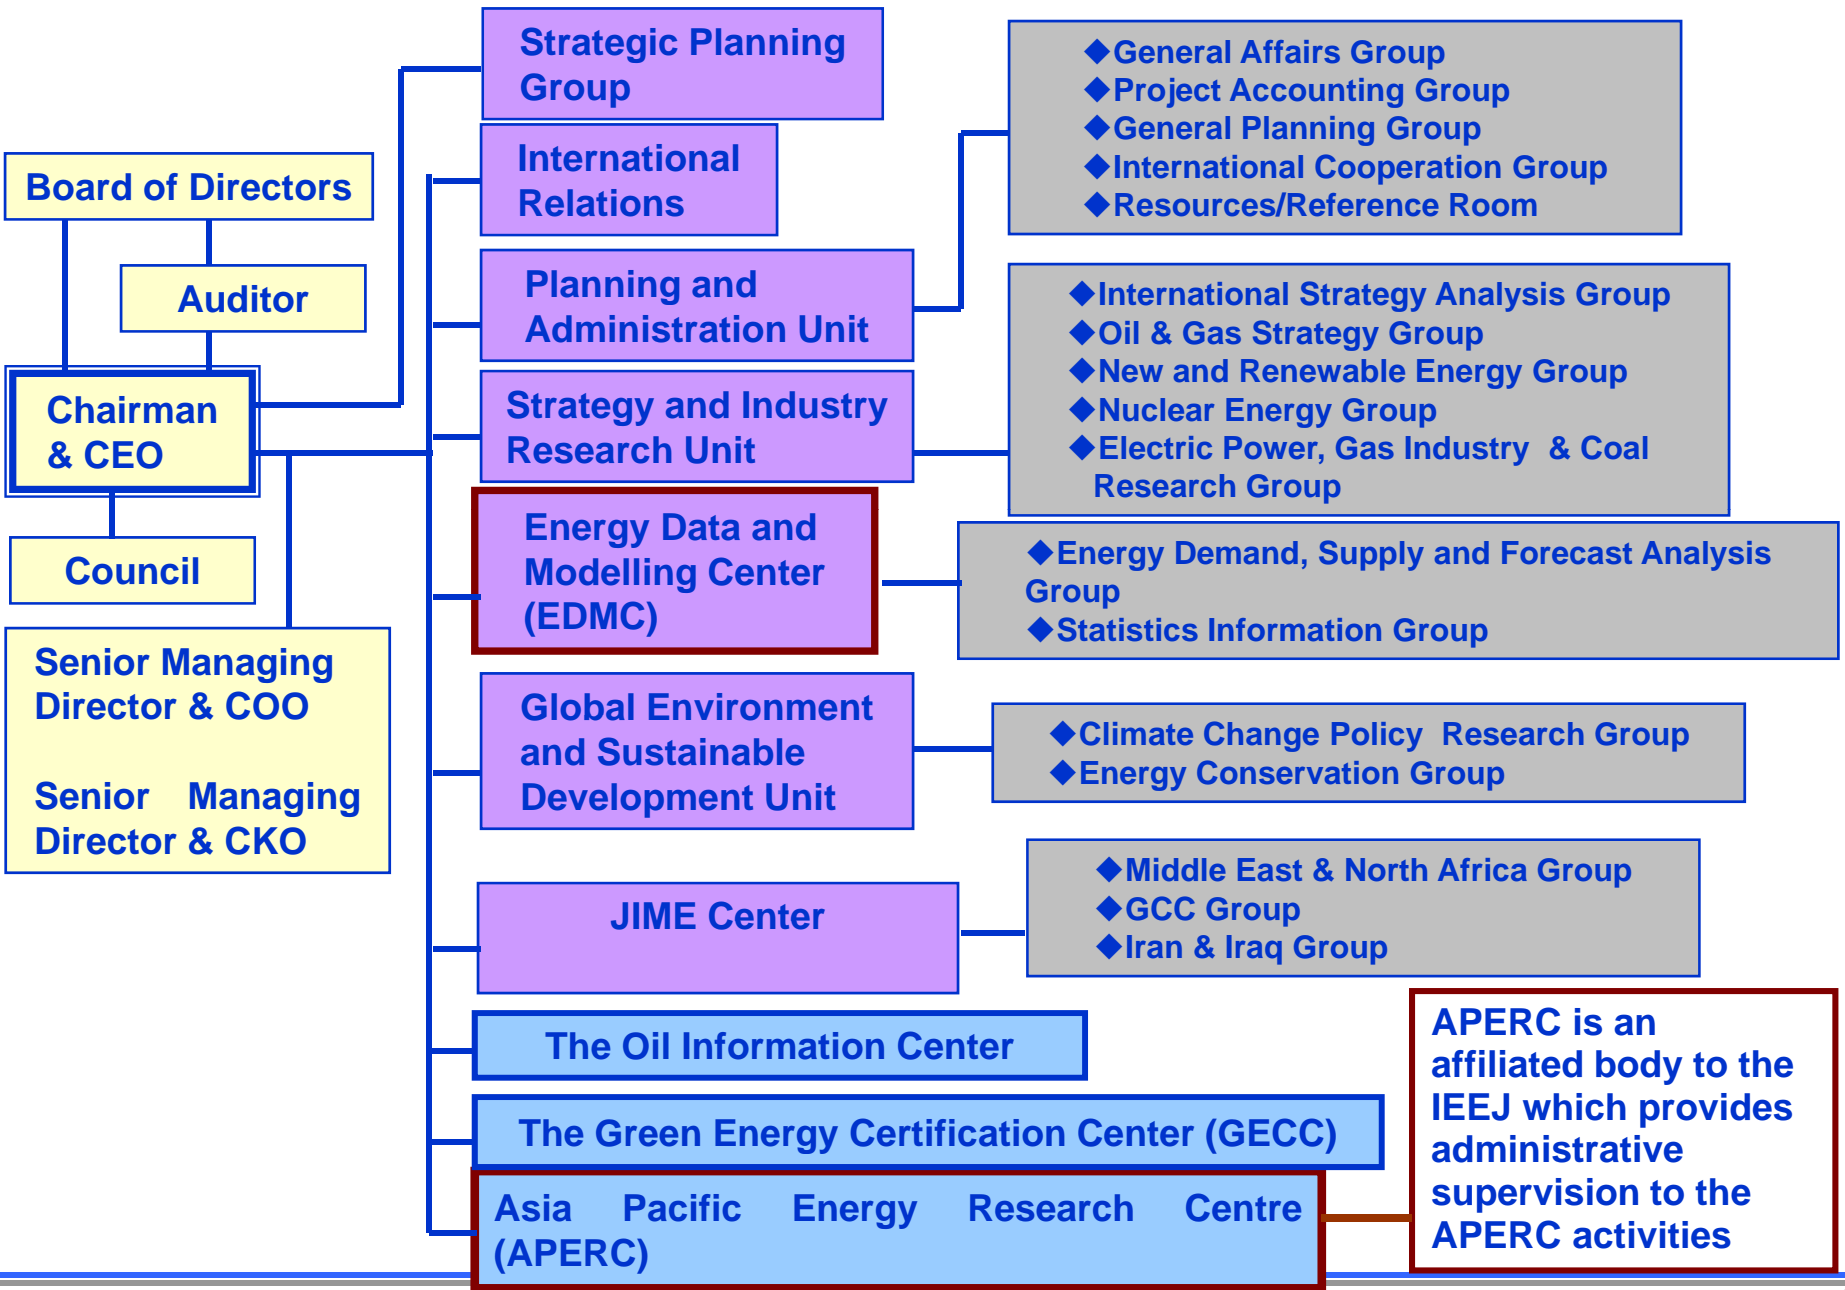 Board of Directors
Auditor
Chairman
& CEO
Council
Senior Managing
Director & COO
Senior Managing
Director & CKO
Strategic Planning
Group
International
Relations
Planning and
Administration Unit
Strategy and Industry
Research Unit
Energy Data and
Modelling Center
(EDMC)
Global Environment
and Sustainable
Development Unit
JIME Center
The Oil Information Center
The Green Energy Certification Center (GECC)
Asia Pacific Energy Research Centre
(APERC)
◆General Affairs Group
◆Project Accounting Group
◆General Planning Group
◆International Cooperation Group
◆Resources/Reference Room
◆International Strategy Analysis Group
◆Oil & Gas Strategy Group
◆New and Renewable Energy Group
◆Nuclear Energy Group
◆Electric Power, Gas Industry & Coal
Research Group
◆Energy Demand, Supply and Forecast Analysis
Group
◆Statistics Information Group
◆Climate Change Policy Research Group
◆Energy Conservation Group
◆Middle East & North Africa Group
◆GCC Group
◆Iran & Iraq Group
APERC is an
affiliated body to the
IEEJ which provides
administrative
supervision to the
APERC activities